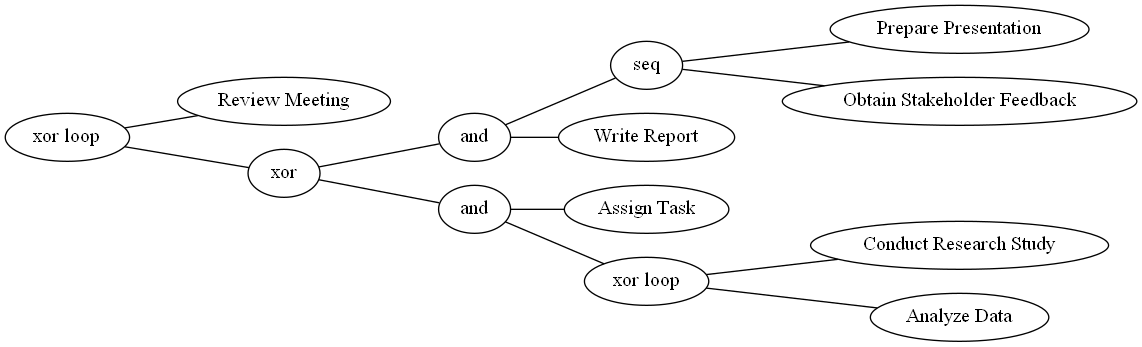 Prepare Presentation
seq
Review Meeting
Obtain Stakeholder Feedback
xor loop
and
Write Report
xor
and
Assign Task
Conduct Research Study
xor loop
Analyze Data